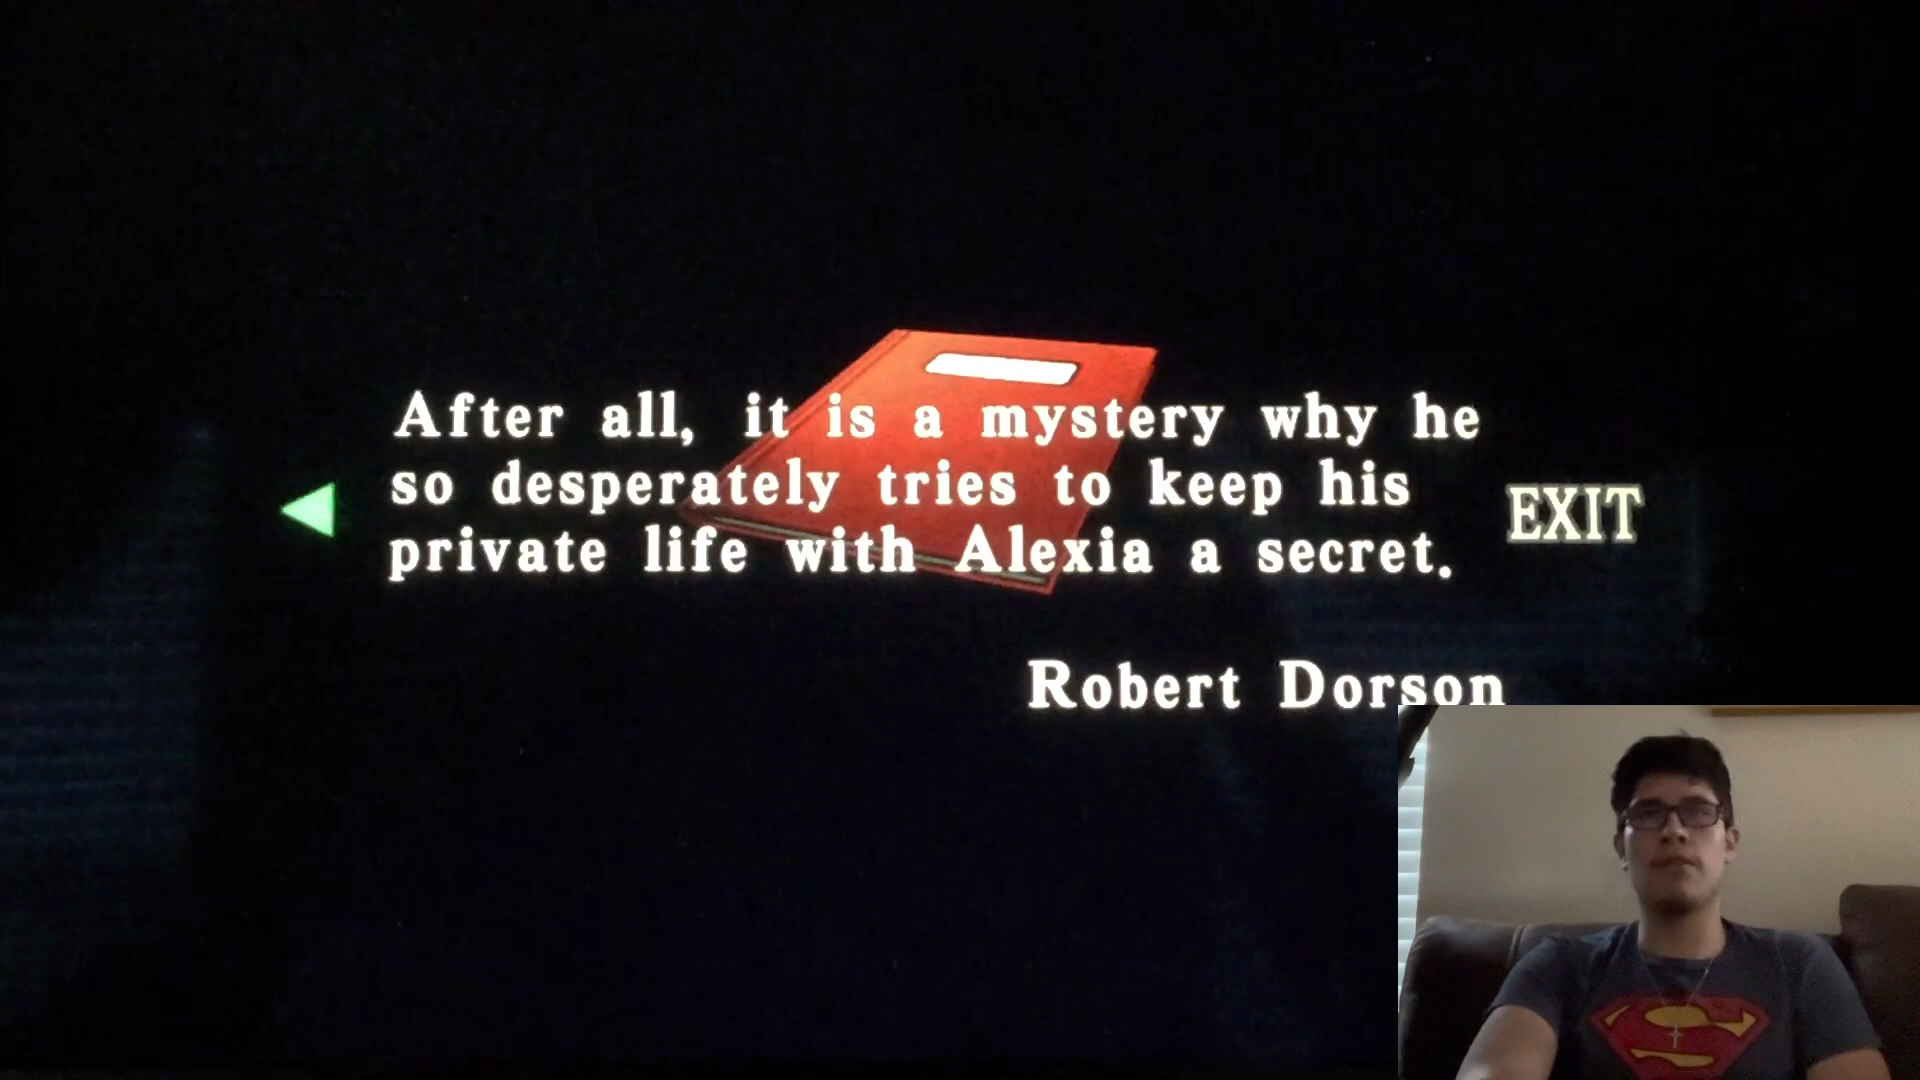 After all, it is a mystery why he
so desperately tries to keep his
private life with Alexia a secret.
EXIT
Robert Dorson
S